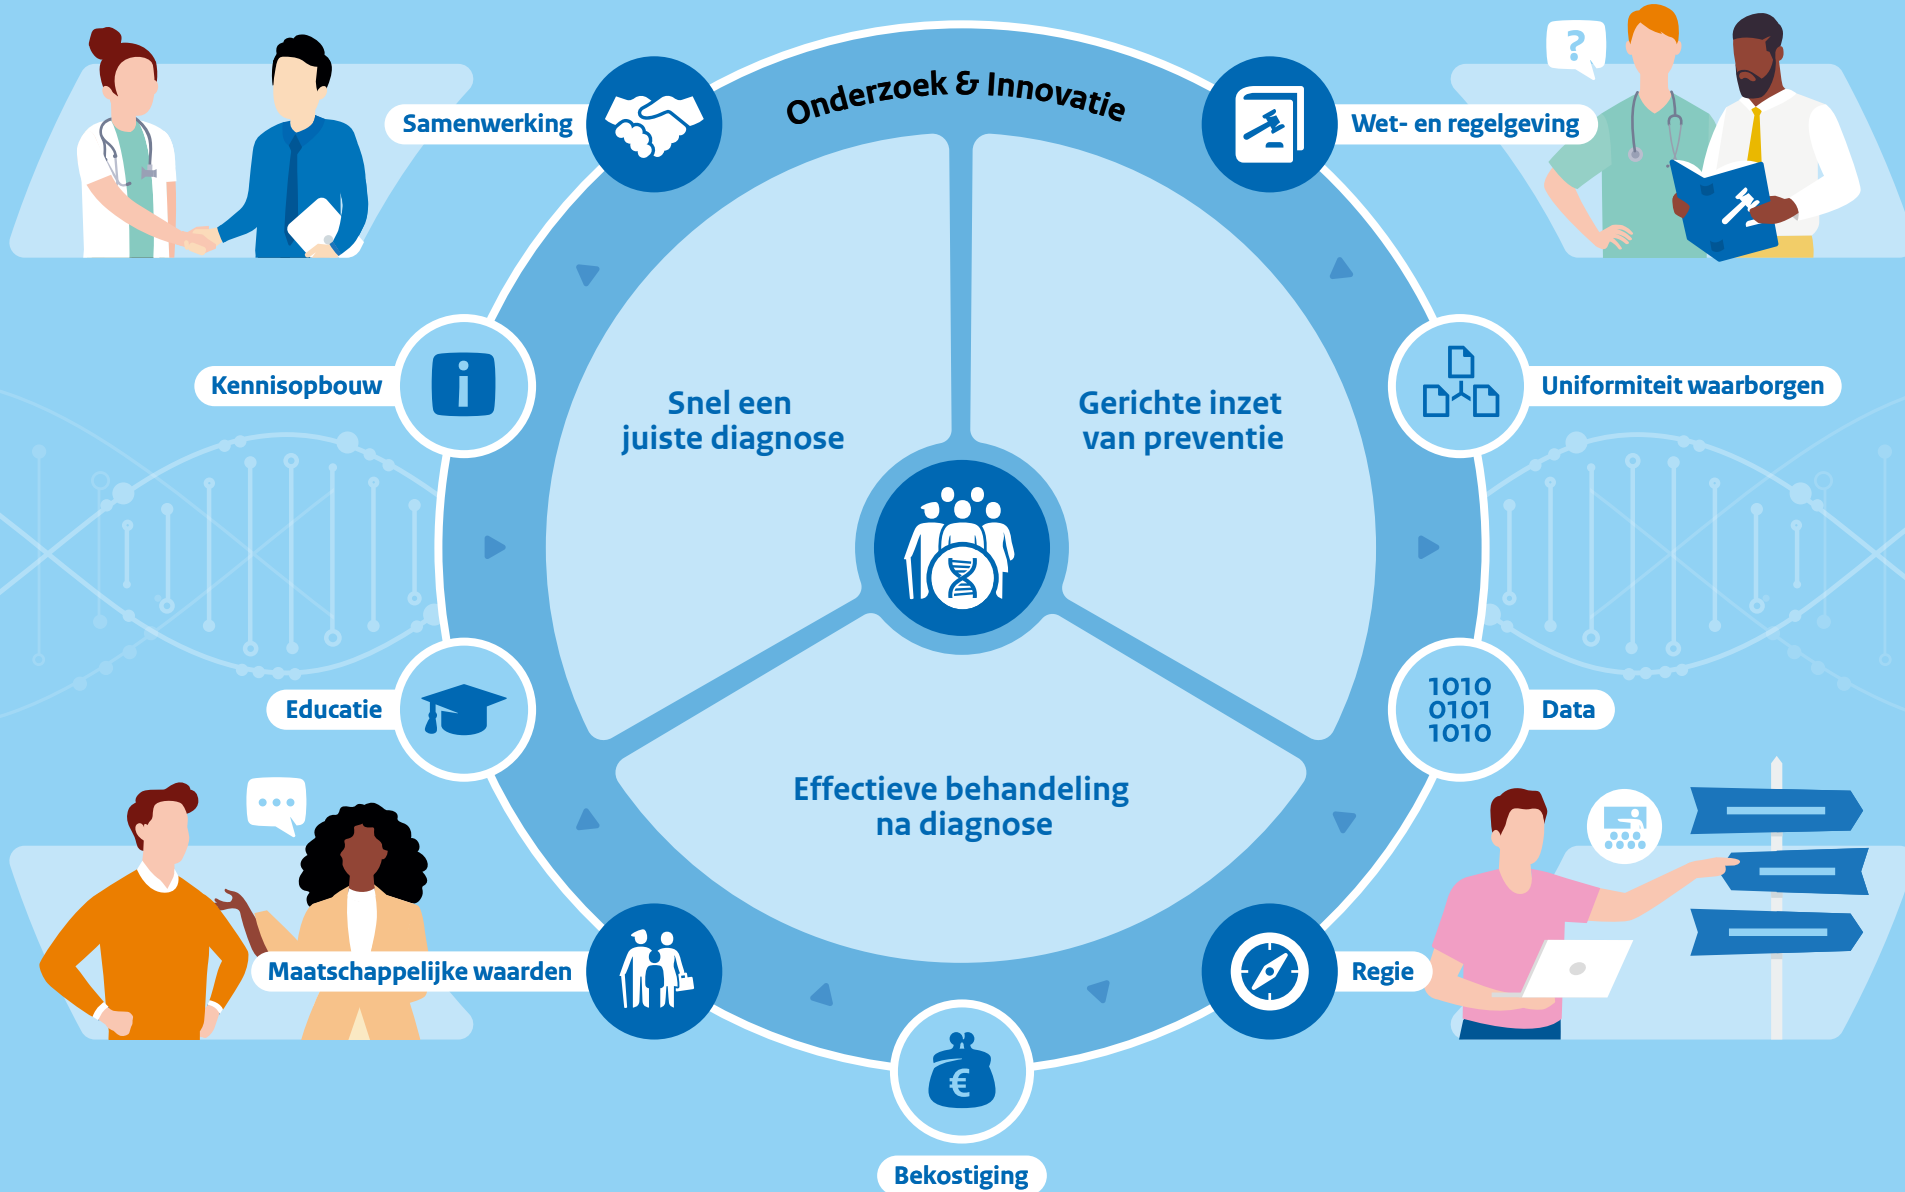 Onderzoek & Innovatie
Samenwerking
Wet- en regelgeving
?
Kennisopbouw
i
Uniformiteit waarborgen
Snel een
juiste diagnose
Gerichte inzet
van preventie
Educatie
1010
0101
1010
Data
Effectieve behandeling
na diagnose
Maatschappelijke waarden
Regie
€
Bekostiging